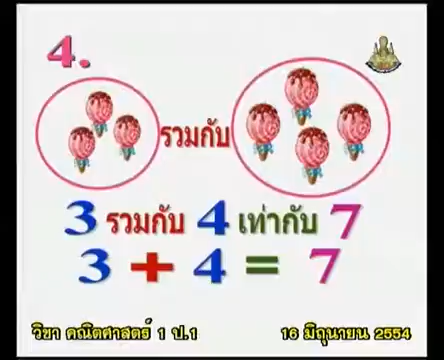 4.
รวมกับ
3 รวมกับ 4 เท่ากับ 7
3 + 4 = 7
วิชา คณิตศาสตร์ 1 ป.1 16 มิถุนายน 2554